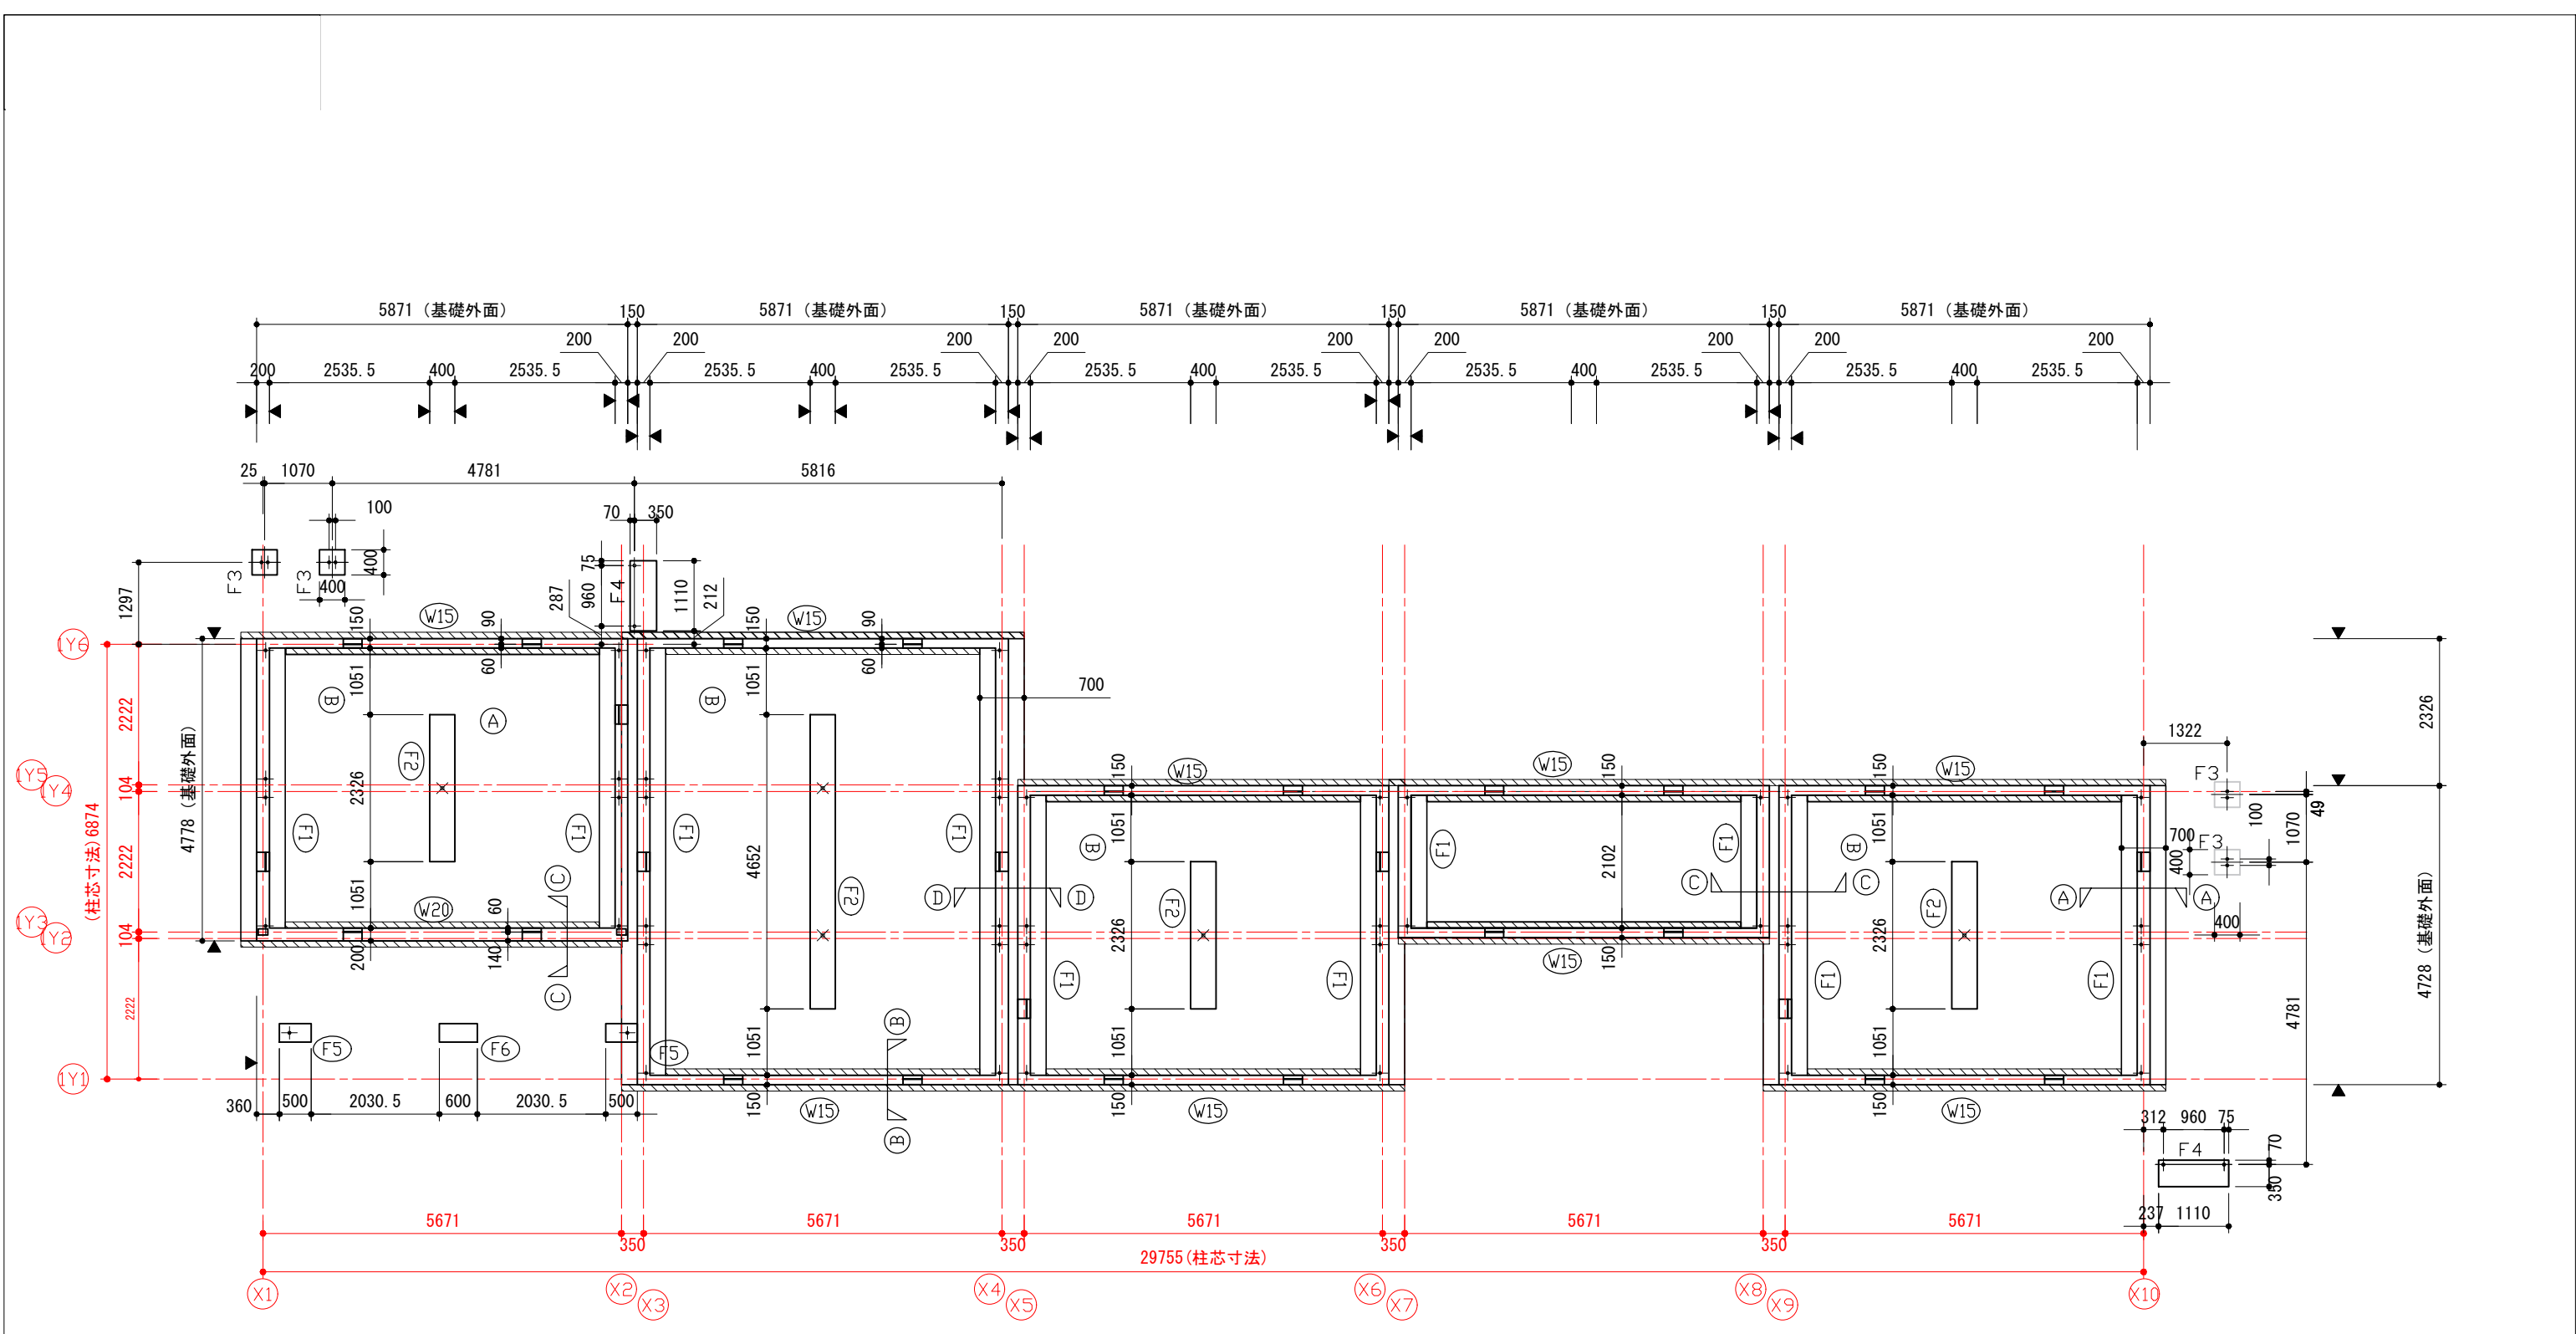 5871 (基礎外面) 150 5871 (基礎外面) 150 5871 (基礎外面) 150 5871 (基礎外面) 150 5871 (基礎外面)
200 200 200 200 200 200 200 200 200
200 2535.5 400 2535.5 2535.5 400 2535.5 2535.5 400 2535.5 2535.5 400 2535.5 2535.5 400 2535.5
25 1070 4781 5816
100 70 350
400 75
F3 F3 400 960 F4 1110 212 287
1297
W15 150 90 W15 150 90
1Y6
60 60
1051 1051
B A B 700
2222 2326 1322
F2
1Y5
1Y4
104
2326
4778 (基礎外面)
(柱芯寸法) 6874
W15 150 W15 150 W15 150
F3
49
100
1070
700
F3
400
1051 1051
B B
F1 F1 F1 F1 F1 F1
4652 2102
2222
F2 F2 F2
C C C
D D
A A
400
1051
W20 60
1Y3
1Y2
104
200 140
2326 2326
W15 150
4728 (基礎外面)
F1 F1 F1 F1
C
2222
4781
B
F5 F6 F5
1051 1051 1051
1Y1
360 500 2030.5 600 2030.5 500
150 W15 150 W15 150 W15
B
312 960 75
F4 70
350
237 1110
5671 5671 5671 5671 5671
350 350 350 350
29755(柱芯寸法)
X1 X2 X3 X4 X5 X6 X7 X8 X9 X10